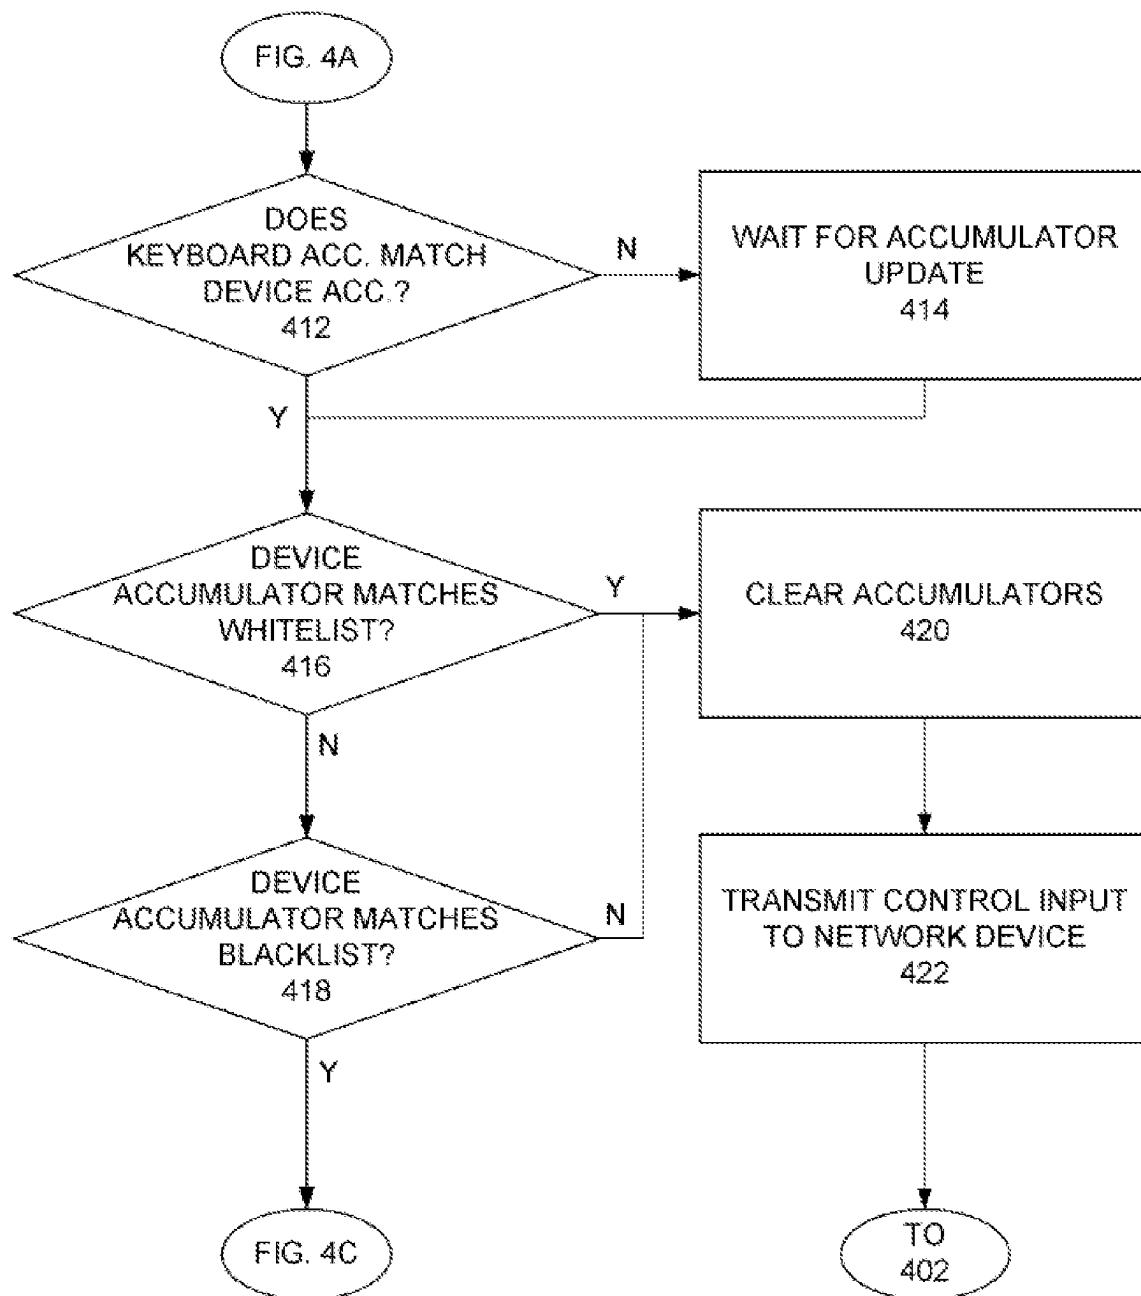 FIG. 4A
DOES
KEYBOARD ACC. MATCH
DEVICE ACC.?
412
N
WAIT FOR ACCUMULATOR
UPDATE
414
Y
DEVICE
ACCUMULATOR MATCHES
WHITELIST?
416
Y
CLEAR ACCUMULATORS
420
N
DEVICE
ACCUMULATOR MATCHES
BLACKLIST?
418
N
TRANSMIT CONTROL INPUT
TO NETWORK DEVICE
422
Y
FIG. 4C
TO
402